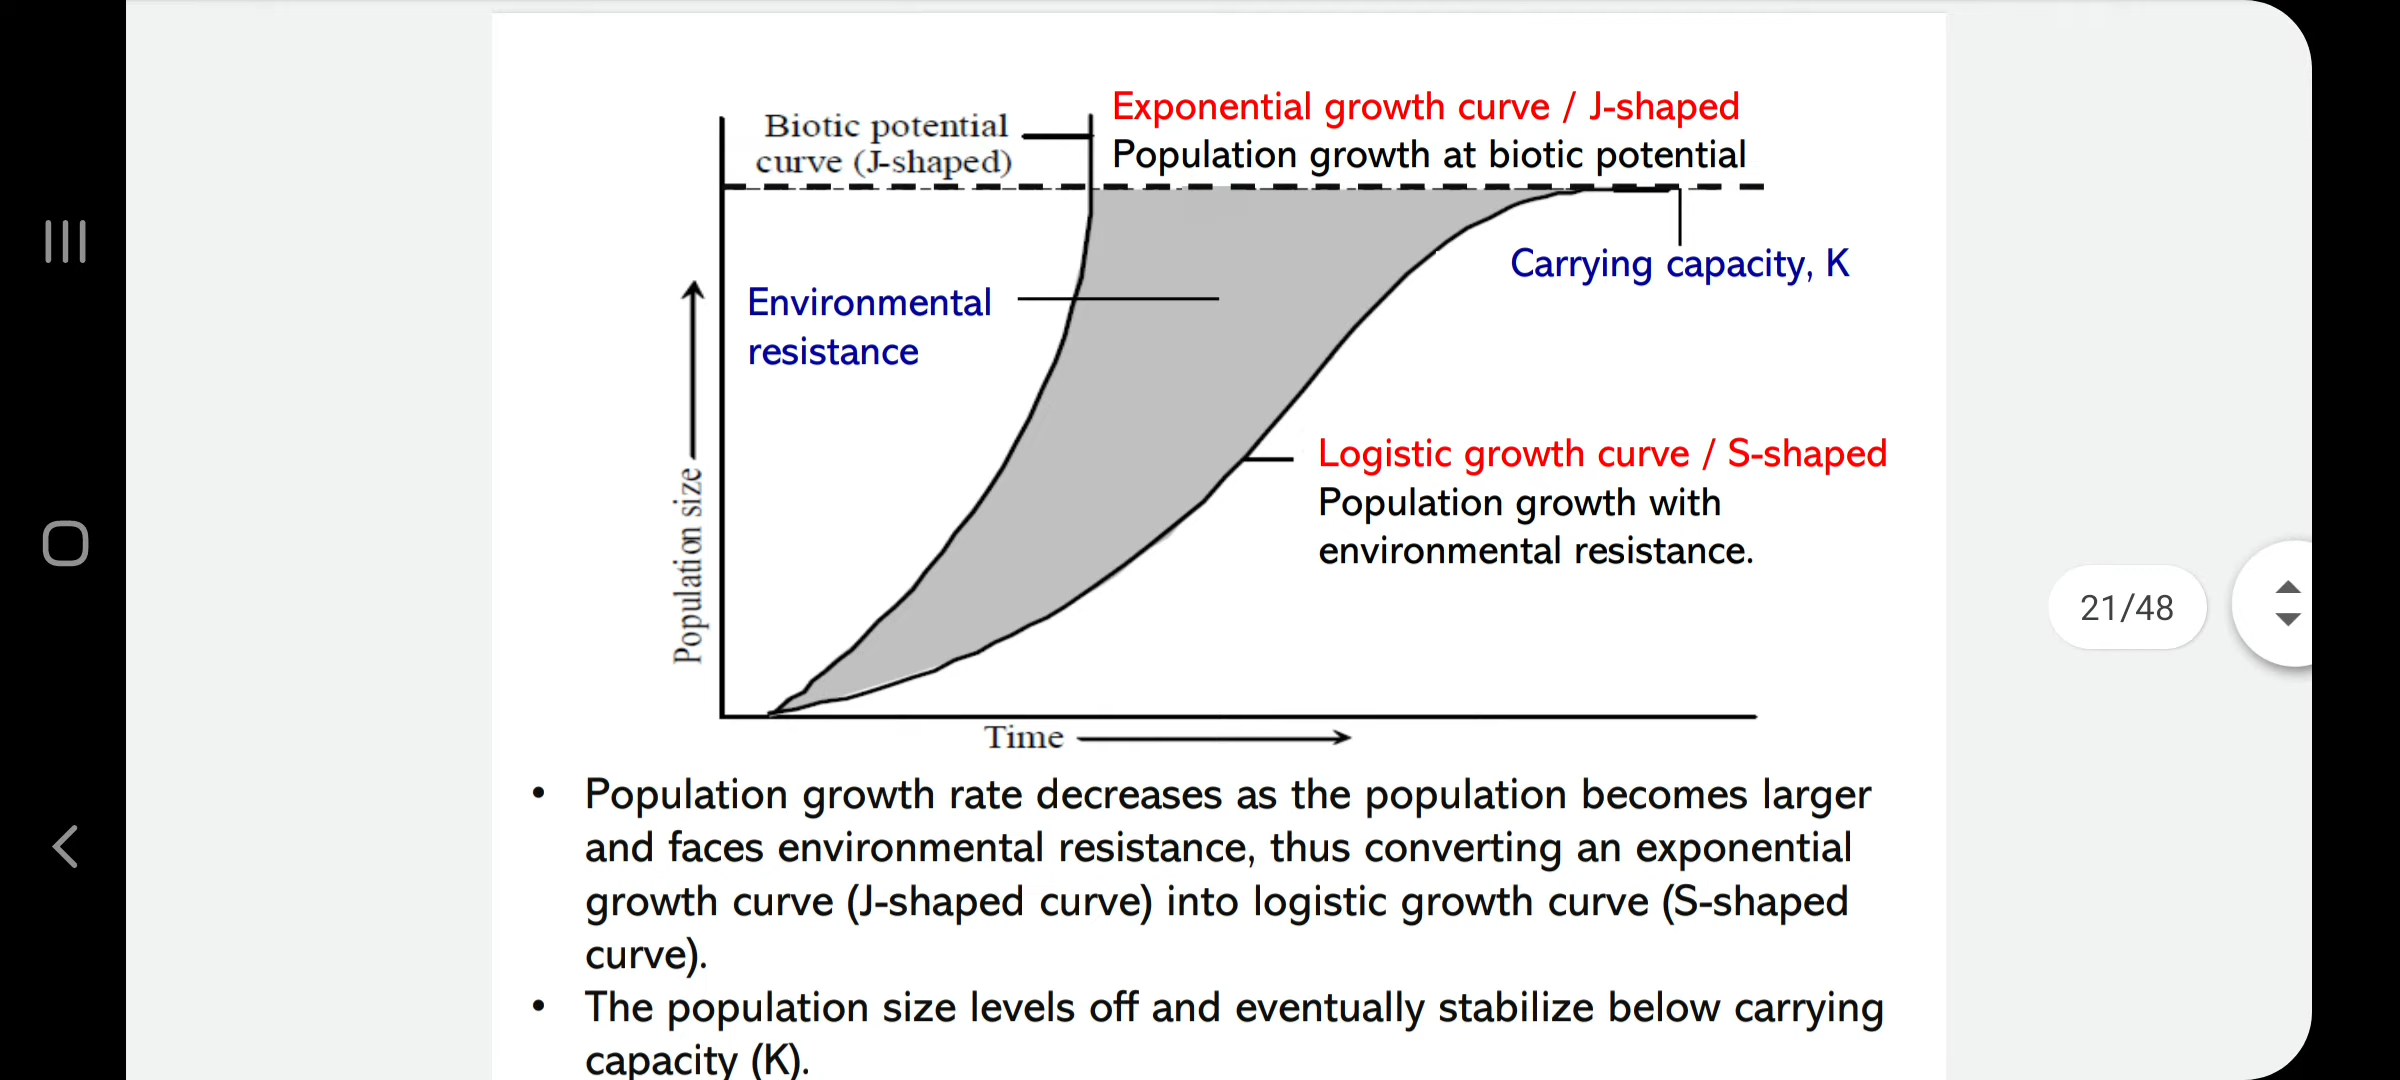 Biotic potential
curve (J-shaped)
Exponential growth curve / J-shaped
Population growth at biotic potential
Carrying capacity, K
Environmental
resistance
Logistic growth curve / S-shaped
Population growth with
environmental resistance.
Population size
Time
21/48
• Population growth rate decreases as the population becomes larger
and faces environmental resistance, thus converting an exponential
growth curve (J-shaped curve) into logistic growth curve (S-shaped
curve).
• The population size levels off and eventually stabilize below carrying
capacity (K).